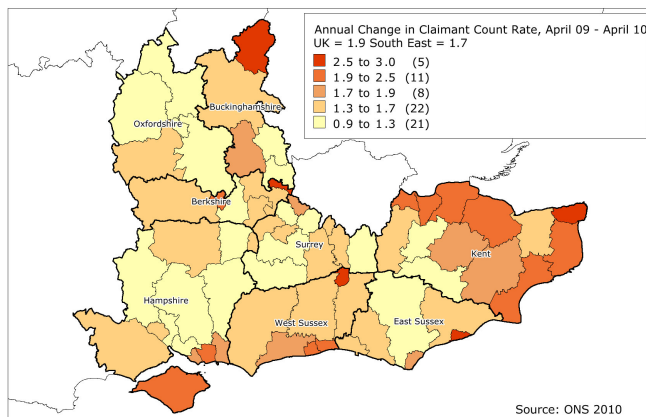 Annual Change in Claimant Count Rate, April 09 - April 10
UK = 1.9 South East = 1.7
2.5 to 3.0 (5)
1.9 to 2.5 (11)
1.7 to 1.9 (8)
1.3 to 1.7 (22)
0.9 to 1.3 (21)
Buckinghamshire
Oxfordshire
Berkshire
Surrey
Kent
Hampshire
West Sussex
East Sussex
Source: ONS 2010